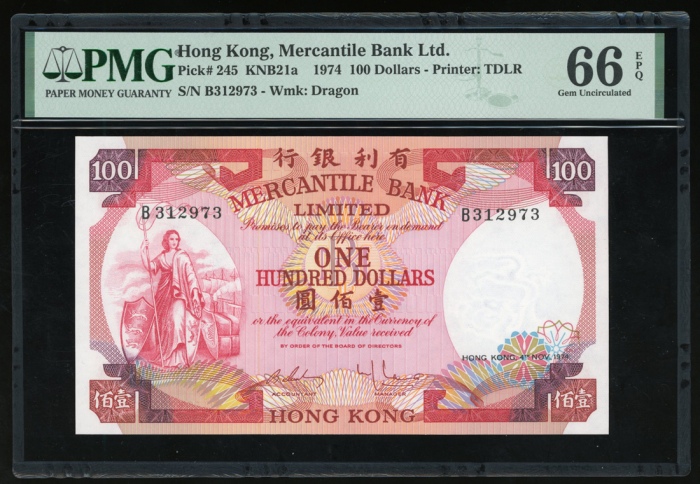 PMG
PAPER MONEY GUARANTY
Hong Kong, Mercantile Bank Ltd.
Pick# 245 KNB21a 1974 100 Dollars - Printer: TDLR
S/N B312973 - Wmk: Dragon
66 EPQ
Gem Uncirculated
行銀利有
100 100
MERCANTILE BANK
LIMITED
B 312973 B312973
Promises to pay the Bearer on demand
at its Office here
ONE
HUNDRED DOLLARS
圓佰壹
or the equivalent in the Currency of
the Colony, Value received
BY ORDER OF THE BOARD OF DIRECTORS
HONG KONG, 4TH NOV. 1974.
ACCOUNTANT MANAGER
佰壹 佰壹
HONG KONG